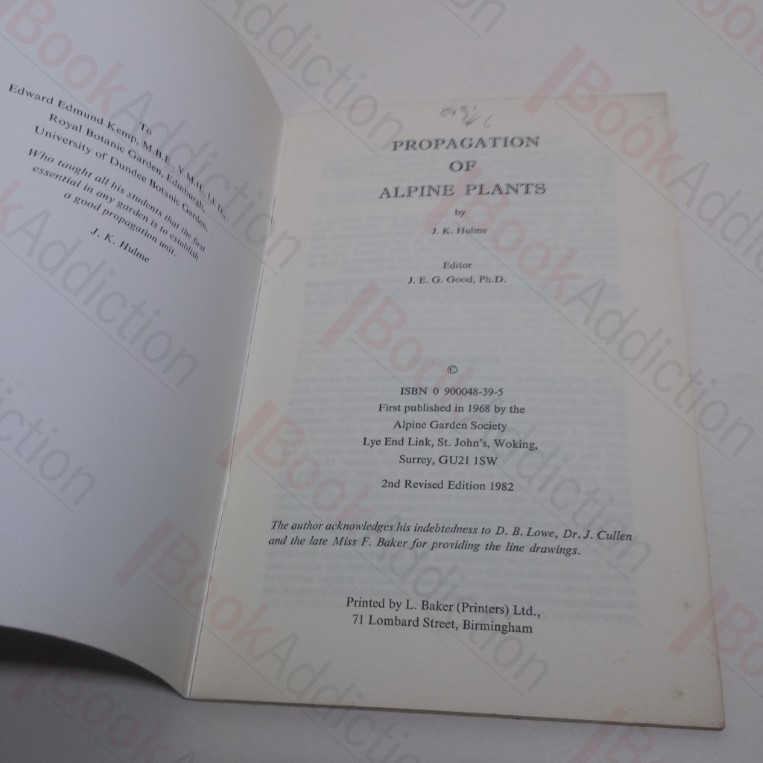 To
Edward Edmund Kemp, M.B.E., V.M.H.,
Royal Botanic Garden, Edinburgh,
University of Dundee Botanic Garden.
Who taught all his students that the first
essential in any garden is to establish
a good propagation unit.
J. K. Hulme
PROPAGATION
OF
ALPINE PLANTS
by
J. K. Hulme
Editor
J. E. G. Good, Ph.D.
©
ISBN 0 900048-39-5
First published in 1968 by the
Alpine Garden Society
Lye End Link, St. John's, Woking,
Surrey, GU21 1SW
2nd Revised Edition 1982
The author acknowledges his indebtedness to D. B. Lowe, Dr. J. Cullen
and the late Miss F. Baker for providing the line drawings.
Printed by L. Baker (Printers) Ltd.,
71 Lombard Street, Birmingham
BookAddiction